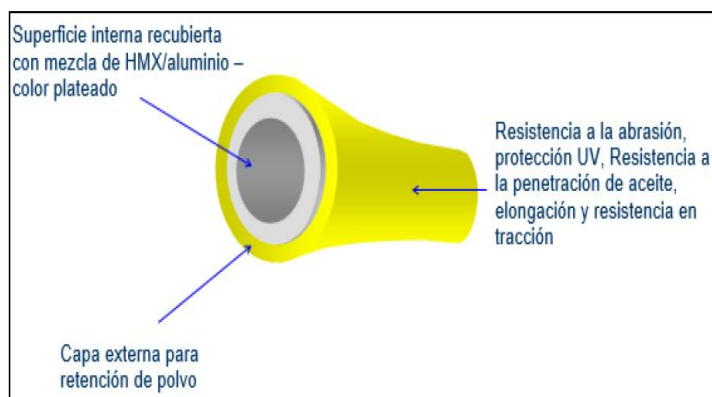 Superficie interna recubierta
con mezcla de HMX/aluminio –
color plateado
Resistencia a la abrasión,
protección UV, Resistencia a
la penetración de aceite,
elongación y resistencia en
tracción
Capa externa para
retención de polvo